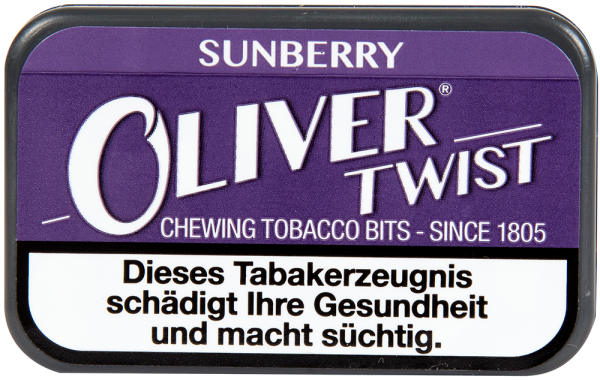 SUNBERRY
OLIVER®
TWIST
CHEWING TOBACCO BITS - SINCE 1805
Dieses Tabakerzeugnis
schädigt Ihre Gesundheit
und macht süchtig.